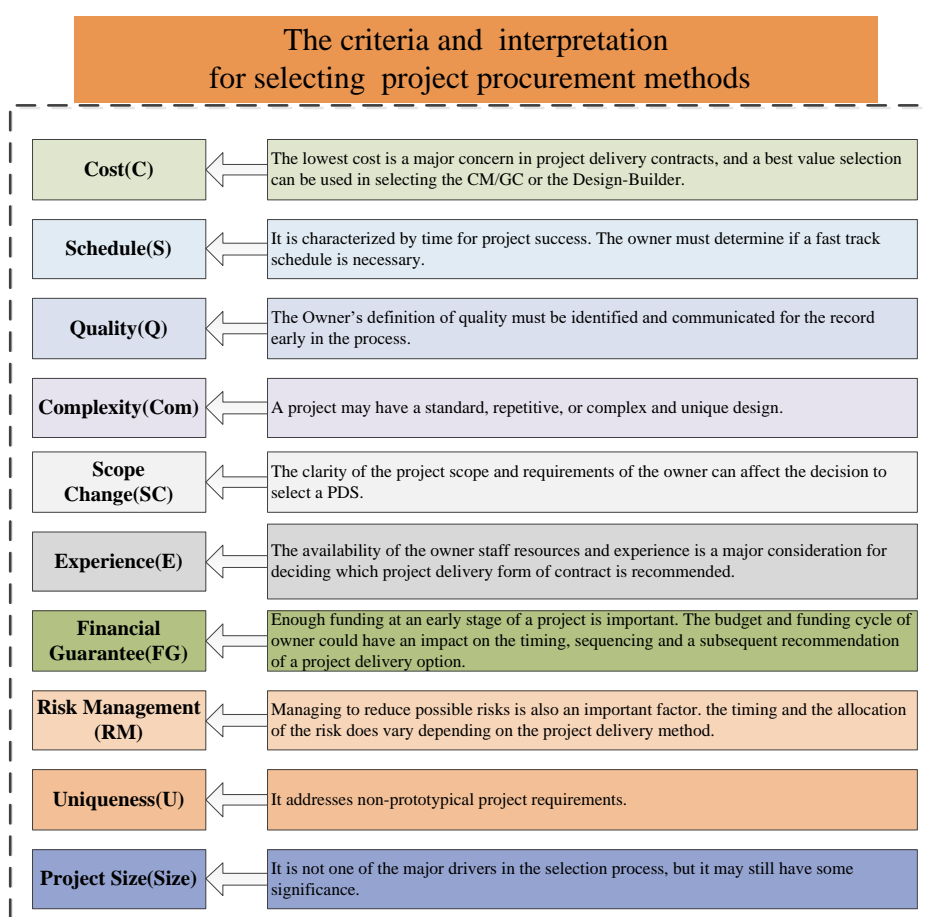 The criteria and interpretation
for selecting project procurement methods
Cost(C)
The lowest cost is a major concern in project delivery contracts, and a best value selection
can be used in selecting the CM/GC or the Design-Builder.
Schedule(S)
It is characterized by time for project success. The owner must determine if a fast track
schedule is necessary.
Quality(Q)
The Owner’s definition of quality must be identified and communicated for the record
early in the process.
Complexity(Com)
A project may have a standard, repetitive, or complex and unique design.
Scope
Change(SC)
The clarity of the project scope and requirements of the owner can affect the decision to
select a PDS.
Experience(E)
The availability of the owner staff resources and experience is a major consideration for
deciding which project delivery form of contract is recommended.
Financial
Guarantee(FG)
Enough funding at an early stage of a project is important. The budget and funding cycle of
owner could have an impact on the timing, sequencing and a subsequent recommendation
of a project delivery option.
Risk Management
(RM)
Managing to reduce possible risks is also an important factor. the timing and the allocation
of the risk does vary depending on the project delivery method.
Uniqueness(U)
It addresses non-prototypical project requirements.
Project Size(Size)
It is not one of the major drivers in the selection process, but it may still have some
significance.